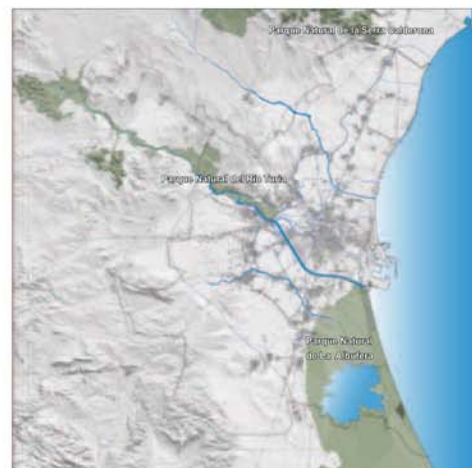 Parque Natural de la Serra Calderona
Parque Natural del Río Turia
Parque Natural
de La Albufera